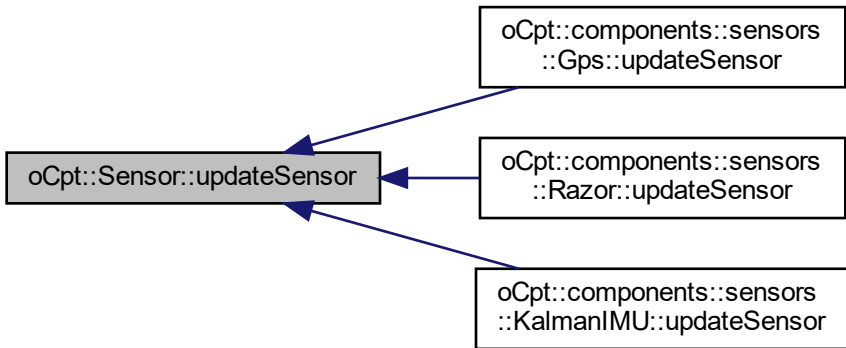 oCpt::components::sensors
::Gps::updateSensor
oCpt::Sensor::updateSensor
oCpt::components::sensors
::Razor::updateSensor
oCpt::components::sensors
::KalmanIMU::updateSensor